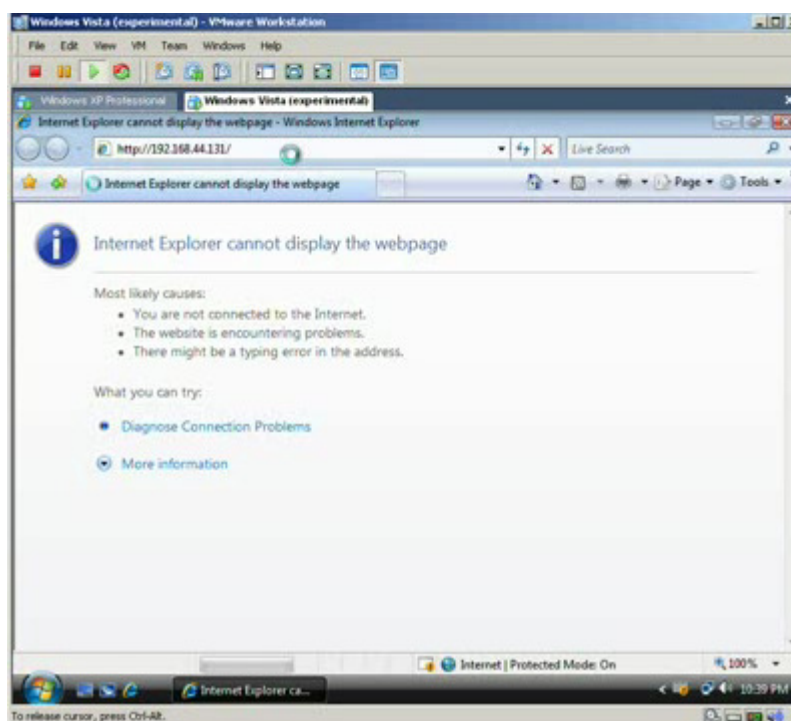 Windows Vista (experimental) - VMware Workstation
File Edit View VM Team Windows Help
Windows XP Professional Windows Vista (experimental)
Internet Explorer cannot display the webpage - Windows Internet Explorer
http://192.168.44.131/ Live Search
Internet Explorer cannot display the webpage Page Tools
Internet Explorer cannot display the webpage
Most likely causes:
You are not connected to the Internet.
The website is encountering problems.
There might be a typing error in the address.
What you can try:
Diagnose Connection Problems
More information
Internet | Protected Mode: On 100%
Internet Explorer ca... 10:39 PM
To release cursor, press Ctrl-Alt.